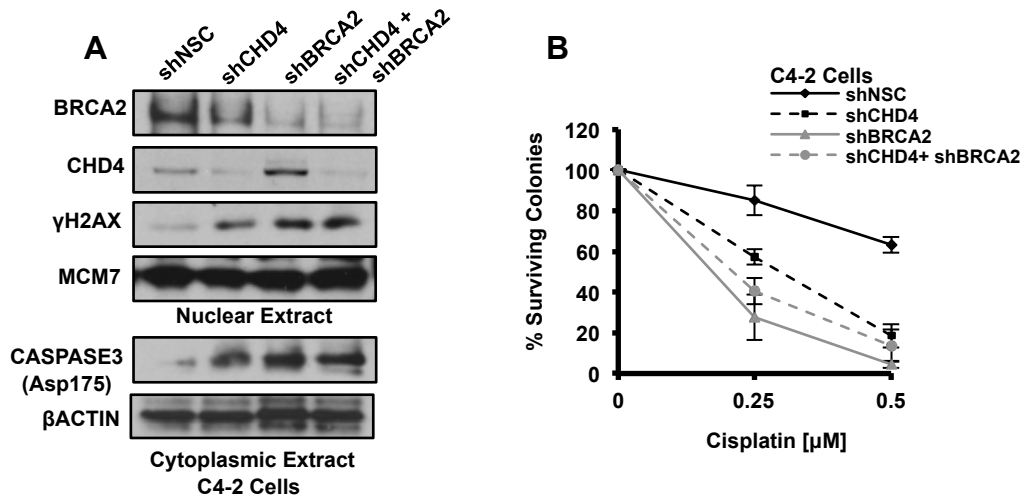 A
shNSC
shCHD4
shBRCA2
shCHD4 +
shBRCA2
BRCA2
CHD4
γH2AX
MCM7
Nuclear Extract
CASPASE3
(Asp175)
βACTIN
Cytoplasmic Extract
C4-2 Cells
B
C4-2 Cells
shNSC
shCHD4
shBRCA2
shCHD4+ shBRCA2
% Surviving Colonies
120
100
80
60
40
20
0
0
0.25
0.5
Cisplatin [µM]